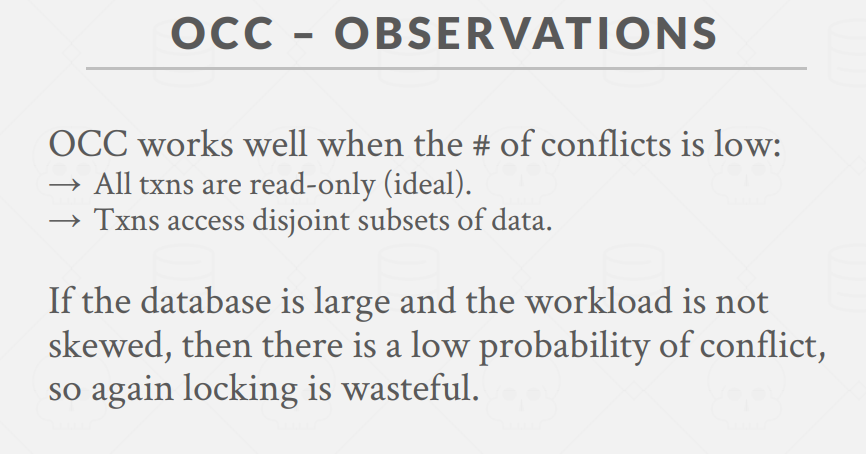 OCC – OBSERVATIONS
OCC works well when the # of conflicts is low:
→ All txns are read-only (ideal).
→ Txns access disjoint subsets of data.
If the database is large and the workload is not
skewed, then there is a low probability of conflict,
so again locking is wasteful.